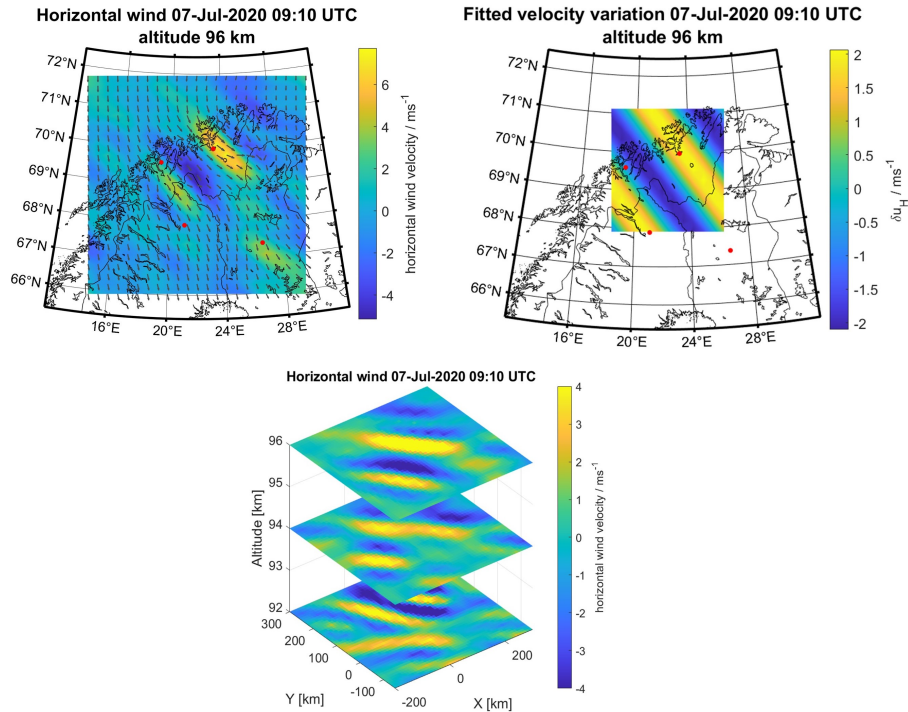 Horizontal wind 07-Jul-2020 09:10 UTC
altitude 96 km
72°N
71°N
70°N
69°N
68°N
67°N
66°N
16°E
20°E
24°E
28°E
6
4
2
0
-2
-4
horizontal wind velocity / ms-1
Fitted velocity variation 07-Jul-2020 09:10 UTC
altitude 96 km
72°N
71°N
70°N
69°N
68°N
67°N
66°N
16°E
20°E
24°E
28°E
2
1.5
1
0.5
0
-0.5
-1
-1.5
-2
δnH / ms-1
Horizontal wind 07-Jul-2020 09:10 UTC
96
95
94
93
92
Altitude [km]
300
200
100
0
-100
Y [km]
-200
0
200
X [km]
4
3
2
1
0
-1
-2
-3
-4
horizontal wind velocity / ms-1